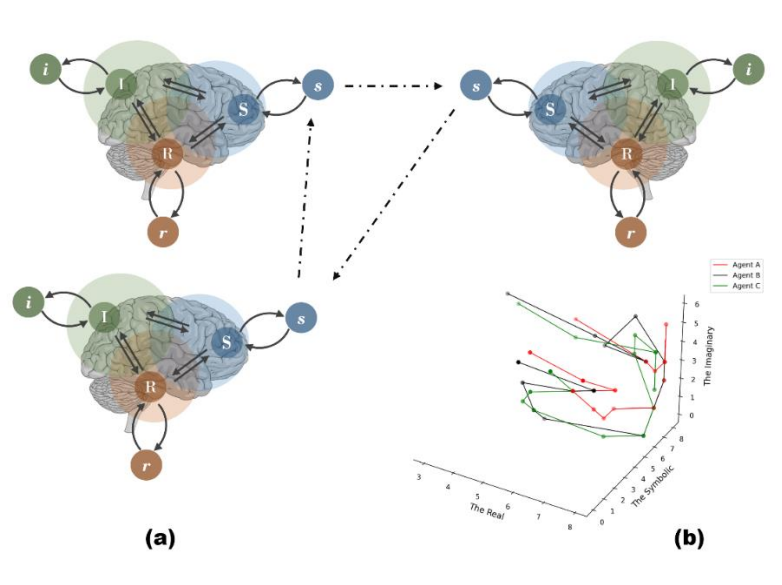 i
I
S
s
R
r
s
S
I
i
R
r
i
I
S
s
R
r
Agent A
Agent B
Agent C
6
5
4
3
2
1
0
The Imaginary
8
7
6
5
4
3
2
1
0
The Symbolic
3
4
5
6
7
8
The Real
(a)
(b)